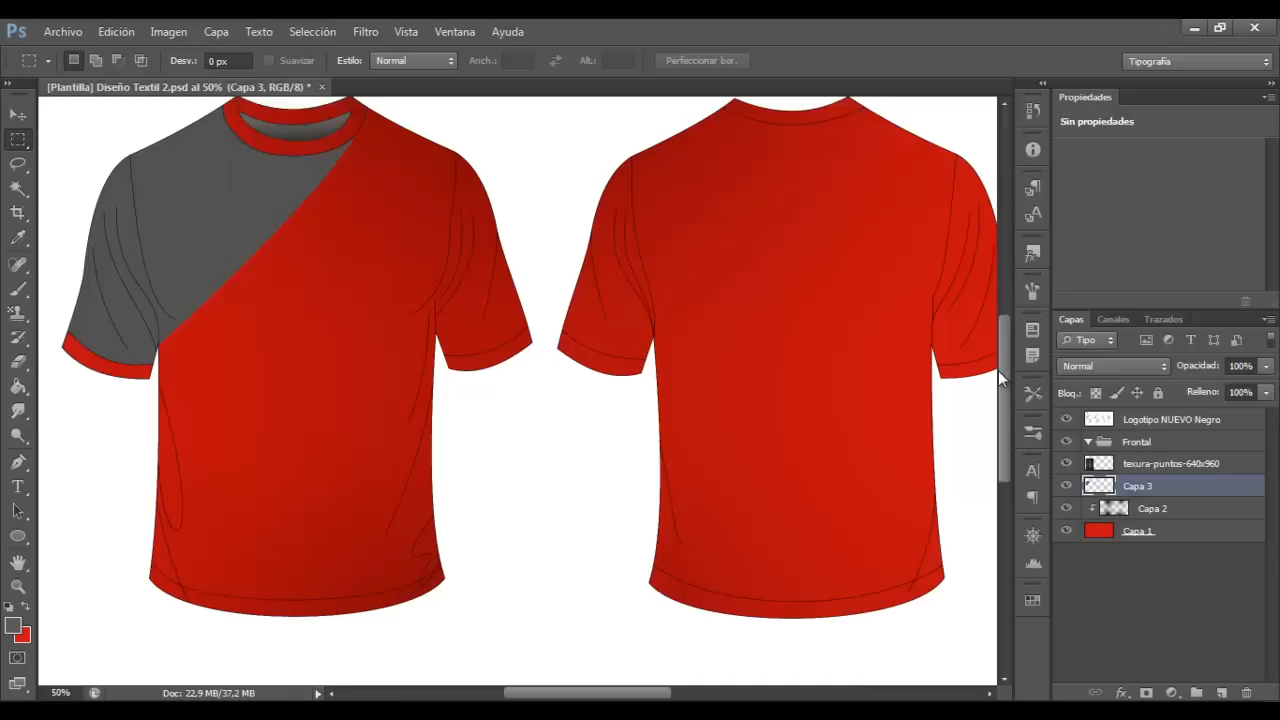 Ps Archivo Edición Imagen Capa Texto Selección Filtro Vista Ventana Ayuda
Desv.: 0 px Suavizar Estilo: Normal Anch.: Alt.: Perfeccionar bor. Tipografía
[Plantilla] Diseño Textil 2.psd al 50% (Capa 3, RGB/8) *
Propiedades
Sin propiedades
Capas Canales Trazados
Tipo
Normal Opacidad: 100%
Bloq.: Relleno: 100%
Logotipo NUEVO Negro
Frontal
texura-puntos-640x960
Capa 3
Capa 2
Capa 1
50% Doc: 22,9 MB/37,2 MB